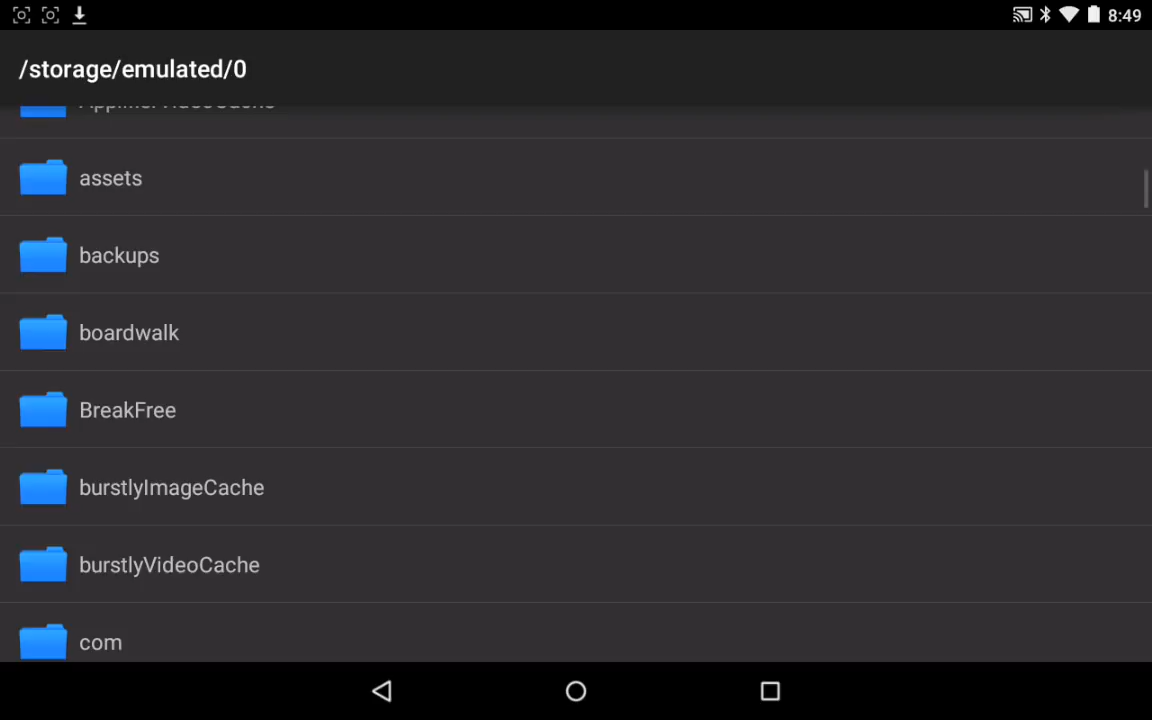 8:49
/storage/emulated/0
assets
backups
boardwalk
BreakFree
burstlyImageCache
burstlyVideoCache
com